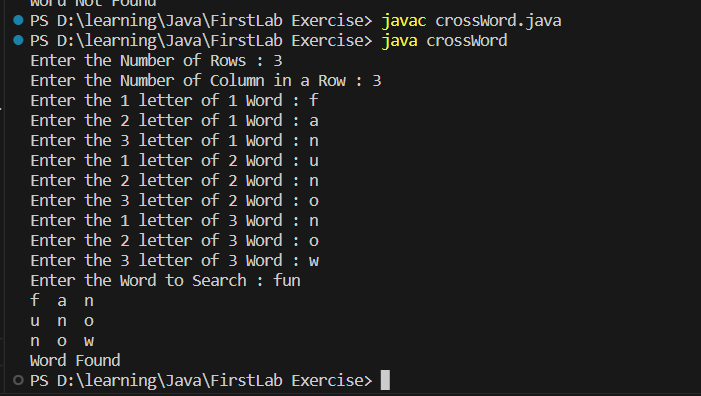 Word Not Found
PS D:\learning\Java\FirstLab Exercise> javac crossWord.java
PS D:\learning\Java\FirstLab Exercise> java crossWord
Enter the Number of Rows : 3
Enter the Number of Column in a Row : 3
Enter the 1 letter of 1 Word : f
Enter the 2 letter of 1 Word : a
Enter the 3 letter of 1 Word : n
Enter the 1 letter of 2 Word : u
Enter the 2 letter of 2 Word : n
Enter the 3 letter of 2 Word : o
Enter the 1 letter of 3 Word : n
Enter the 2 letter of 3 Word : o
Enter the 3 letter of 3 Word : w
Enter the Word to Search : fun
f a n
u n o
n o w
Word Found
PS D:\learning\Java\FirstLab Exercise>